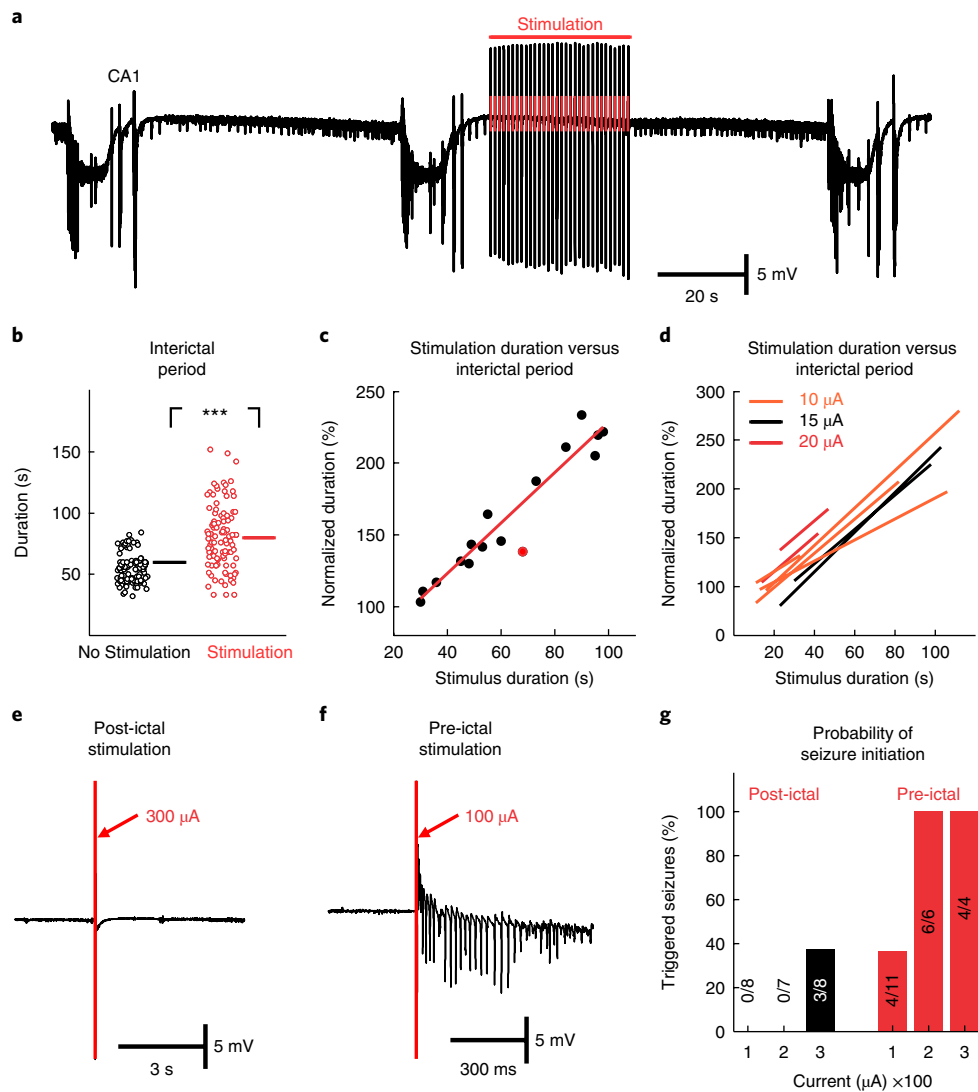 a
Stimulation
CA1
5 mV
20 s
b
Interictal
period
***
Duration (s)
150
100
50
No Stimulation
Stimulation
c
Stimulation duration versus
interictal period
Normalized duration (%)
250
200
150
100
20
40
60
80
100
Stimulus duration (s)
d
Stimulation duration versus
interictal period
10 μA
15 μA
20 μA
Normalized duration (%)
300
250
200
150
100
0
20
40
60
80
100
Stimulus duration (s)
e
Post-ictal
stimulation
300 μA
5 mV
3 s
f
Pre-ictal
stimulation
100 μA
5 mV
300 ms
g
Probability of
seizure initiation
Post-ictal
Pre-ictal
Triggered seizures (%)
100
80
60
40
20
0
0/8
0/7
3/8
4/11
6/6
4/4
1
2
3
1
2
3
Current (μA) ×100